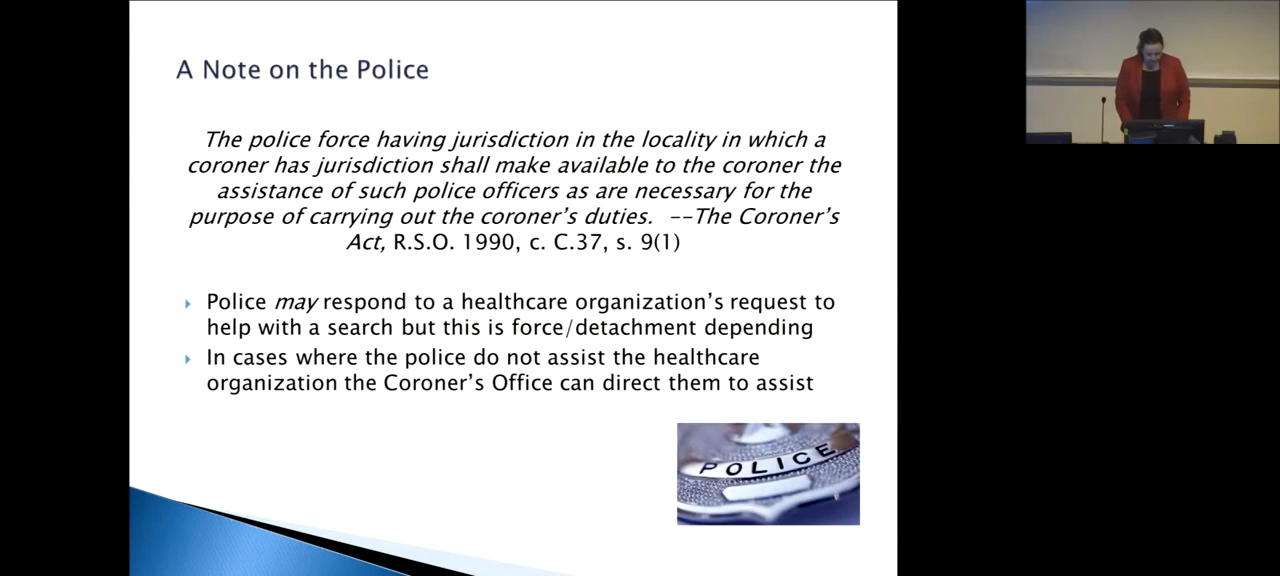 A Note on the Police
The police force having jurisdiction in the locality in which a
coroner has jurisdiction shall make available to the coroner the
assistance of such police officers as are necessary for the
purpose of carrying out the coroner's duties. --The Coroner's
Act, R.S.O. 1990, c. C.37, s. 9(1)
Police may respond to a healthcare organization's request to
help with a search but this is force/detachment depending
In cases where the police do not assist the healthcare
organization the Coroner's Office can direct them to assist
POLICE